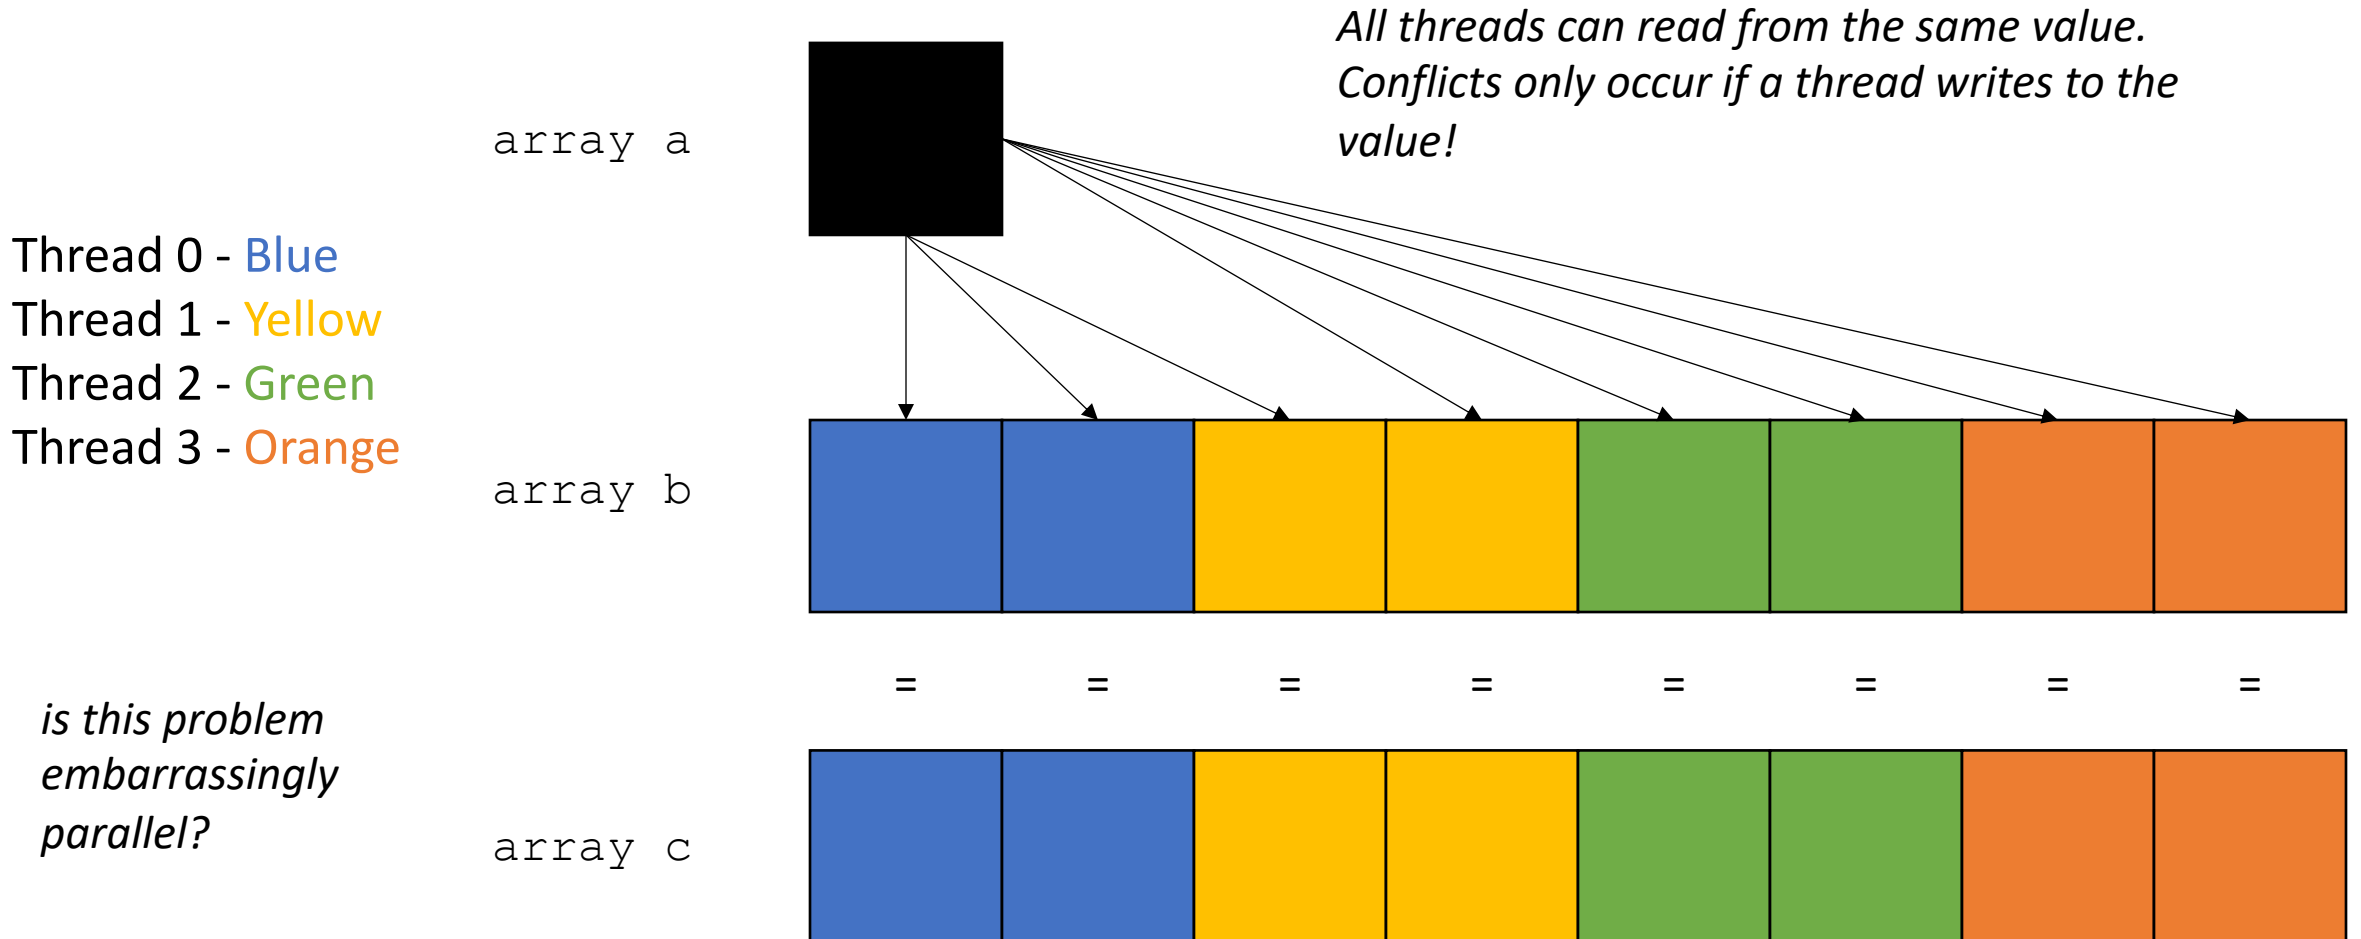 All threads can read from the same value.
Conflicts only occur if a thread writes to the
value!
array a
Thread 0 - Blue
Thread 1 - Yellow
Thread 2 - Green
Thread 3 - Orange
array b
= = = = = = = =
is this problem
embarrassingly
parallel?
array c